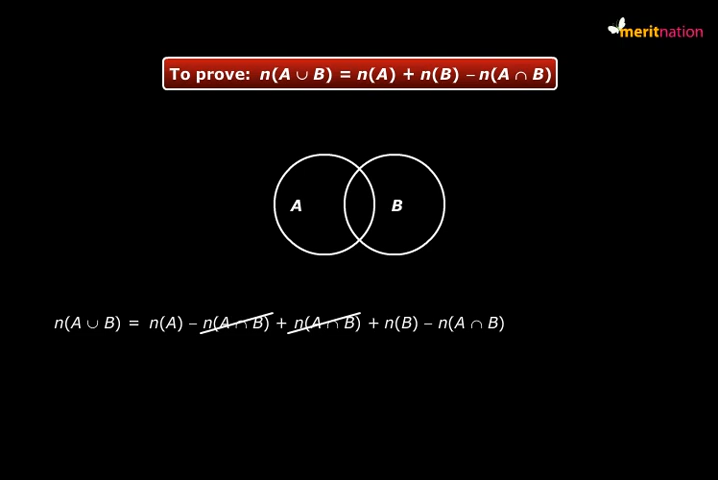 meritnation
To prove: n(A ∪ B) = n(A) + n(B) – n(A ∩ B)
A B
n(A ∪ B) = n(A) – n(A ∩ B) + n(A ∩ B) + n(B) – n(A ∩ B)